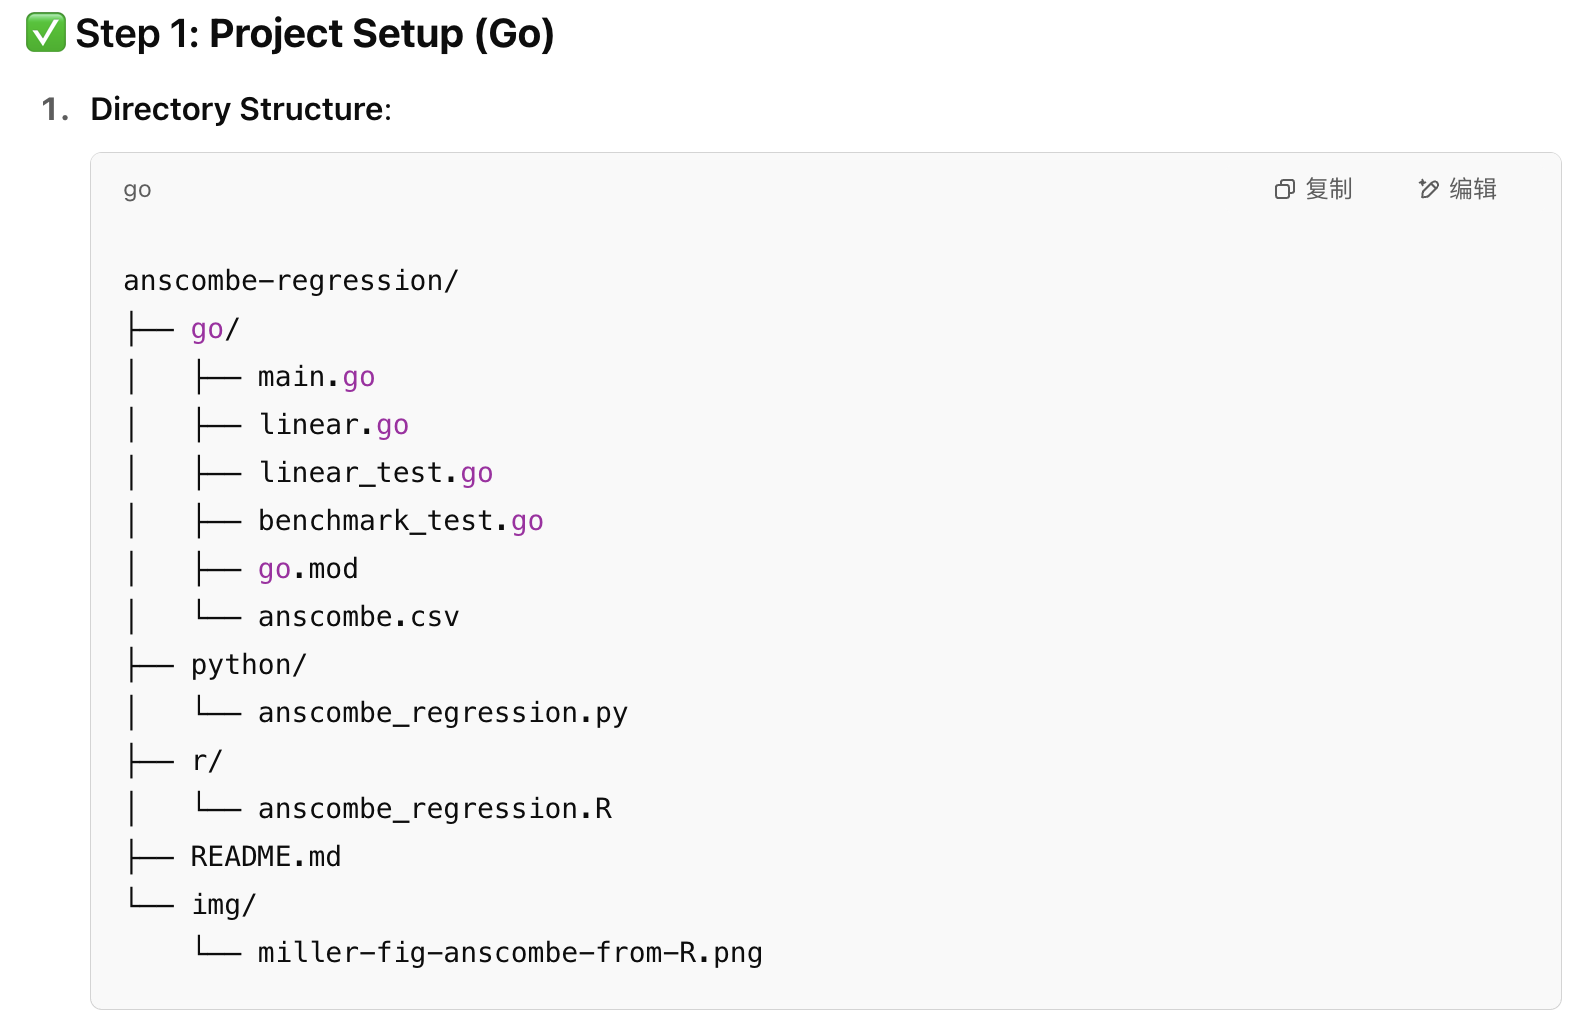 ✅ Step 1: Project Setup (Go)
1. Directory Structure:
go 复制 编辑
anscombe-regression/
├── go/
│   ├── main.go
│   ├── linear.go
│   ├── linear_test.go
│   ├── benchmark_test.go
│   ├── go.mod
│   └── anscombe.csv
├── python/
│   └── anscombe_regression.py
├── r/
│   └── anscombe_regression.R
├── README.md
└── img/
    └── miller-fig-anscombe-from-R.png